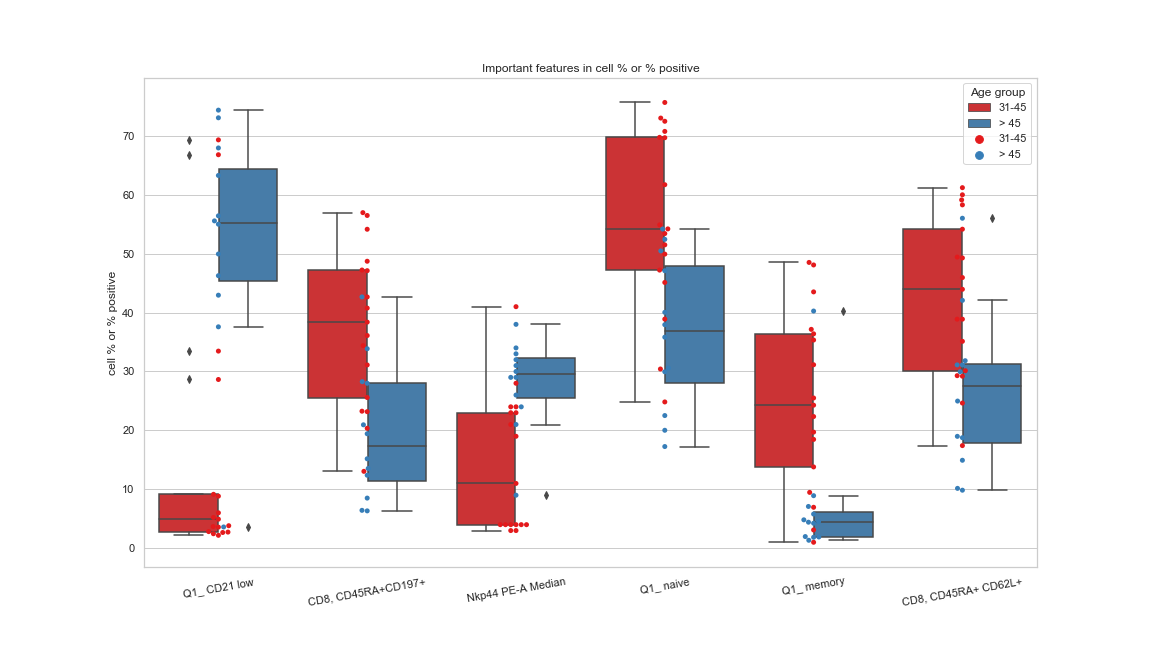 Important features in cell % or % positive
Age group
31-45
> 45
31-45
> 45
cell % or % positive
70
60
50
40
30
20
10
0
Q1_ CD21 low
CD8, CD45RA+CD197+
Nkp44 PE-A Median
Q1_ naive
Q1_ memory
CD8, CD45RA+ CD62L+